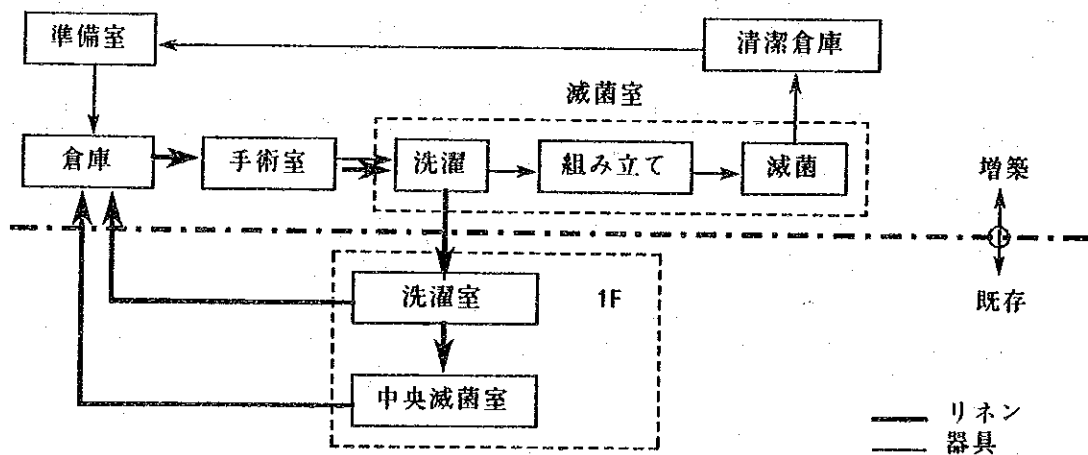 準備室
清潔倉庫
滅菌室
倉庫
手術室
洗濯
組み立て
滅菌
増築
既存
洗濯室
1F
中央滅菌室
リネン
器具